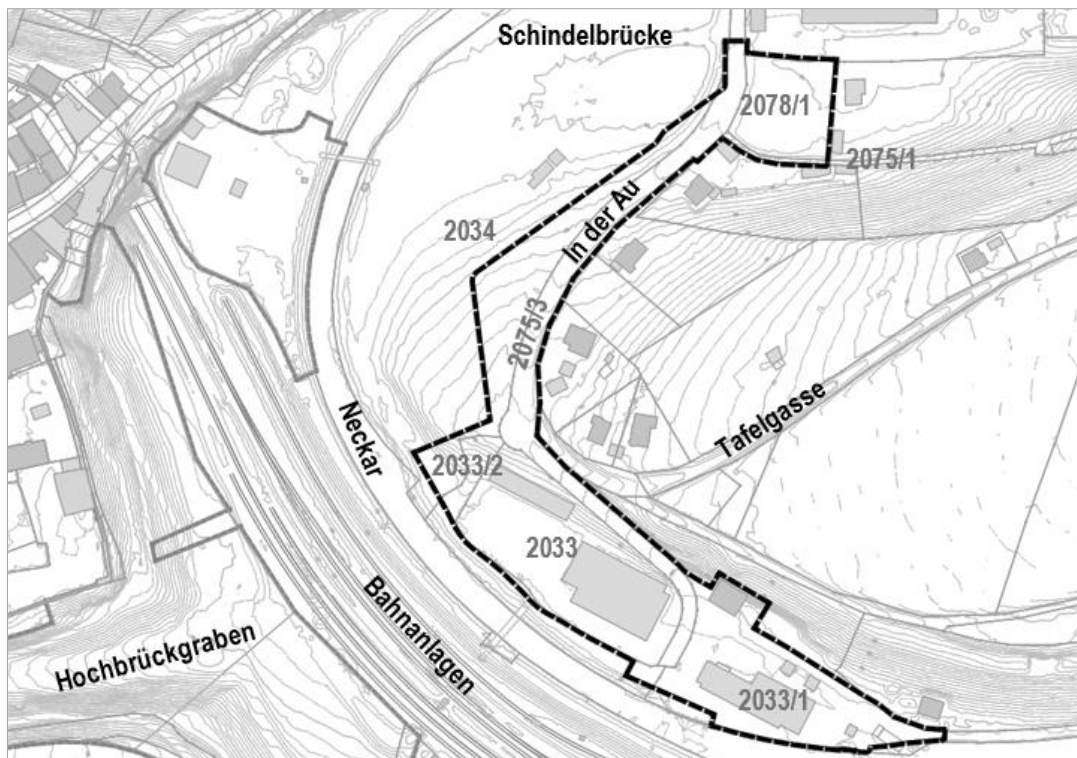 Schindelbrücke
2078/1
2075/1
In der Au
2034
2075/3
Tafelgasse
Neckar
2033/2
2033
Bahnanlagen
Hochbrückgraben
2033/1